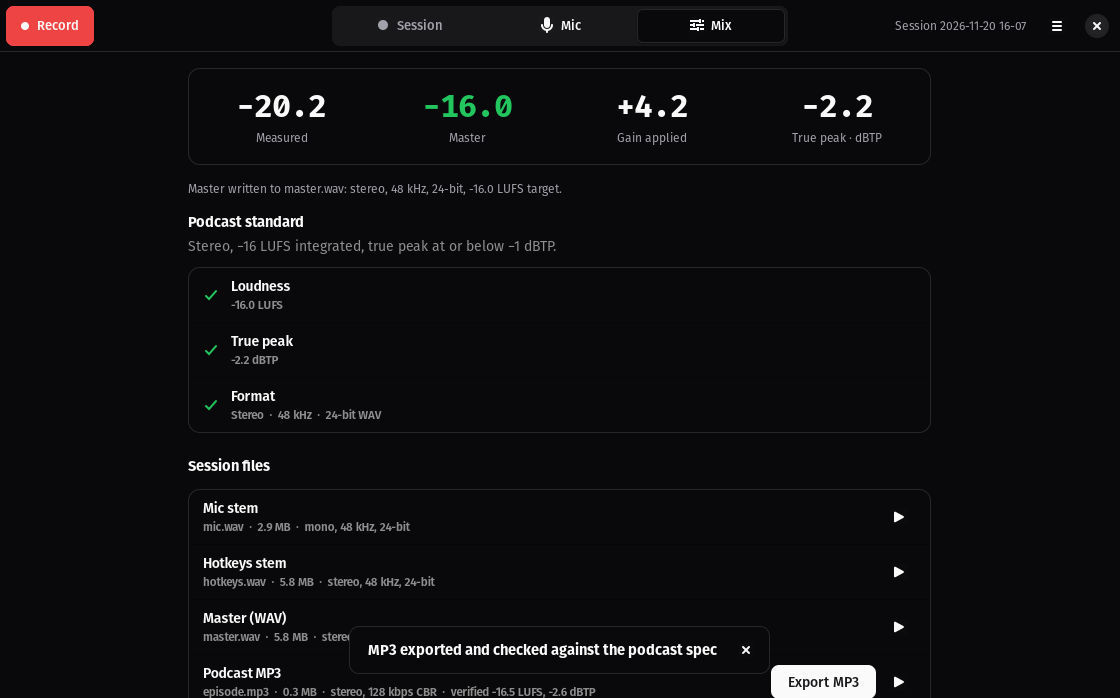 Record
Session
Mic
Mix
Session 2026-11-20 16-07
-20.2
Measured
-16.0
Master
+4.2
Gain applied
-2.2
True peak · dBTP
Master written to master.wav: stereo, 48 kHz, 24-bit, -16.0 LUFS target.
Podcast standard
Stereo, −16 LUFS integrated, true peak at or below −1 dBTP.
Loudness
-16.0 LUFS
True peak
-2.2 dBTP
Format
Stereo · 48 kHz · 24-bit WAV
Session files
Mic stem
mic.wav · 2.9 MB · mono, 48 kHz, 24-bit
Hotkeys stem
hotkeys.wav · 5.8 MB · stereo, 48 kHz, 24-bit
Master (WAV)
master.wav · 5.8 MB ·
MP3 exported and checked against the podcast spec
Podcast MP3
episode.mp3 · 0.3 MB · stereo, 128 kbps CBR · verified -16.5 LUFS, -2.6 dBTP
Export MP3